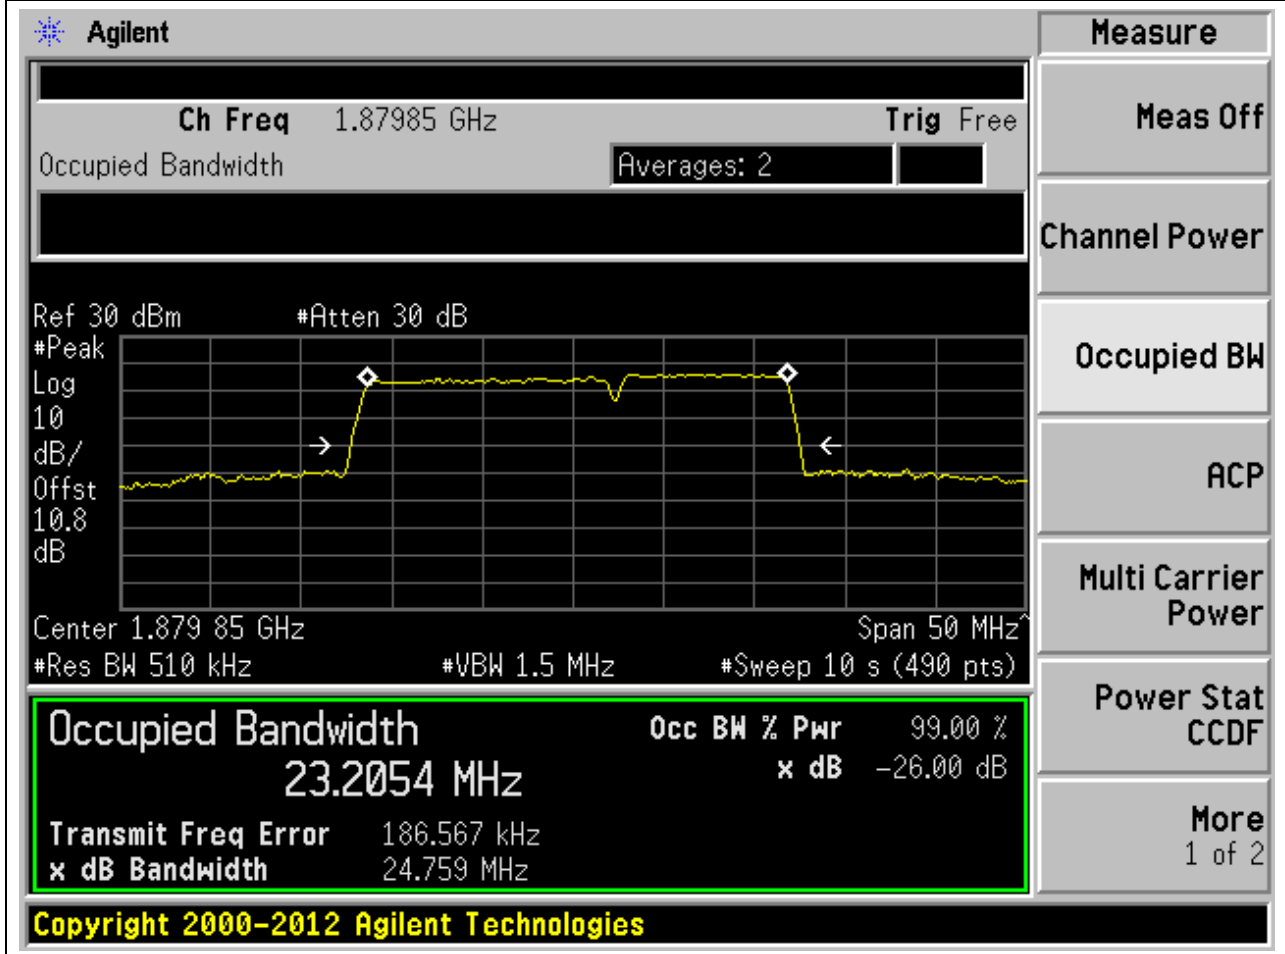 Agilent
Measure
Ch Freq 1.87985 GHz Trig Free
Occupied Bandwidth Averages: 2
Meas Off
Channel Power
Occupied BW
ACP
Multi Carrier
Power
Power Stat
CCDF
More
1 of 2
Ref 30 dBm #Atten 30 dB
#Peak
Log
10
dB/
Offst
10.8
dB
Center 1.879 85 GHz Span 50 MHz^
#Res BW 510 kHz #VBW 1.5 MHz #Sweep 10 s (490 pts)
Occupied Bandwidth Occ BW % Pwr 99.00 %
23.2054 MHz x dB -26.00 dB
Transmit Freq Error 186.567 kHz
x dB Bandwidth 24.759 MHz
Copyright 2000-2012 Agilent Technologies